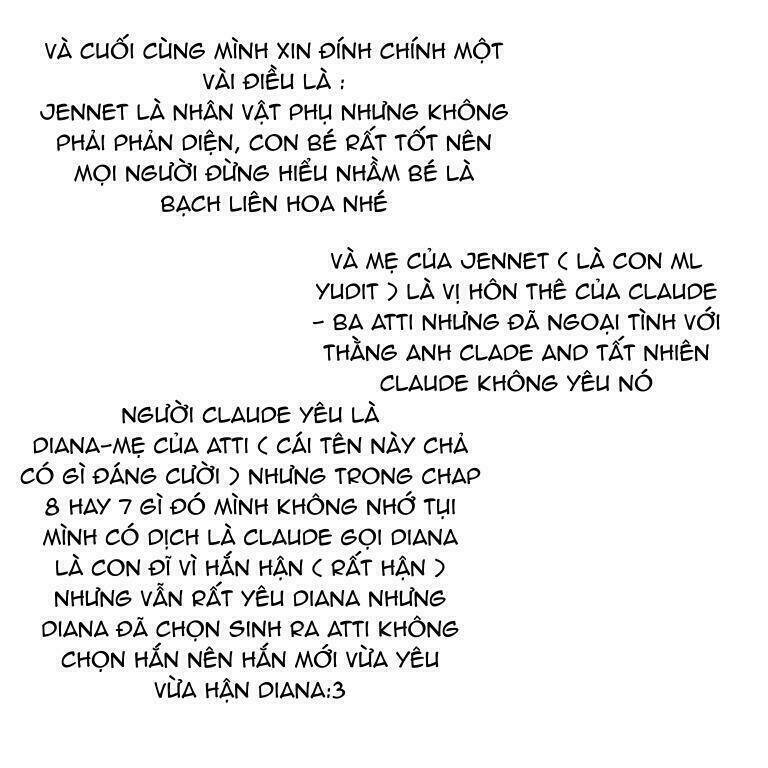 VÀ CUỐI CÙNG MÌNH XIN ĐÍNH CHÍNH MỘT
VÀI ĐIỀU LÀ :
JENNET LÀ NHÂN VẬT PHỤ NHƯNG KHÔNG
PHẢI PHẢN DIỆN, CON BÉ RẤT TỐT NÊN
MỌI NGƯỜI ĐỪNG HIỂU NHẦM BÉ LÀ
BẠCH LIÊN HOA NHÉ
VÀ MẸ CỦA JENNET ( LÀ CON ML
YUDIT ) LÀ VỊ HÔN THÊ CỦA CLAUDE
- BA ATTI NHƯNG ĐÃ NGOẠI TÌNH VỚI
THẰNG ANH CLADE AND TẤT NHIÊN
CLAUDE KHÔNG YÊU NÓ
NGƯỜI CLAUDE YÊU LÀ
DIANA-MẸ CỦA ATTI ( CÁI TÊN NÀY CHẢ
CÓ GÌ ĐÁNG CƯỜI ) NHƯNG TRONG CHAP
8 HAY 7 GÌ ĐÓ MÌNH KHÔNG NHỚ TỤI
MÌNH CÓ DỊCH LÀ CLAUDE GỌI DIANA
LÀ CON ĐĨ VÌ HẮN HẬN ( RẤT HẬN )
NHƯNG VẪN RẤT YÊU DIANA NHƯNG
DIANA ĐÃ CHỌN SINH RA ATTI KHÔNG
CHỌN HẮN NÊN HẮN MỚI VỪA YÊU
VỪA HẬN DIANA:3